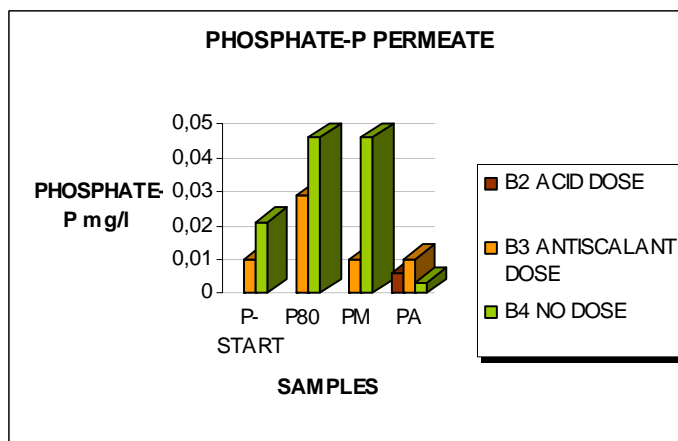 PHOSPHATE-P PERMEATE
0,05
0,04
0,03
0,02
0,01
0
PHOSPHATE-
P mg/l
P-
START
P80
PM
PA
SAMPLES
B2 ACID DOSE
B3 ANTISCALANT
DOSE
B4 NO DOSE